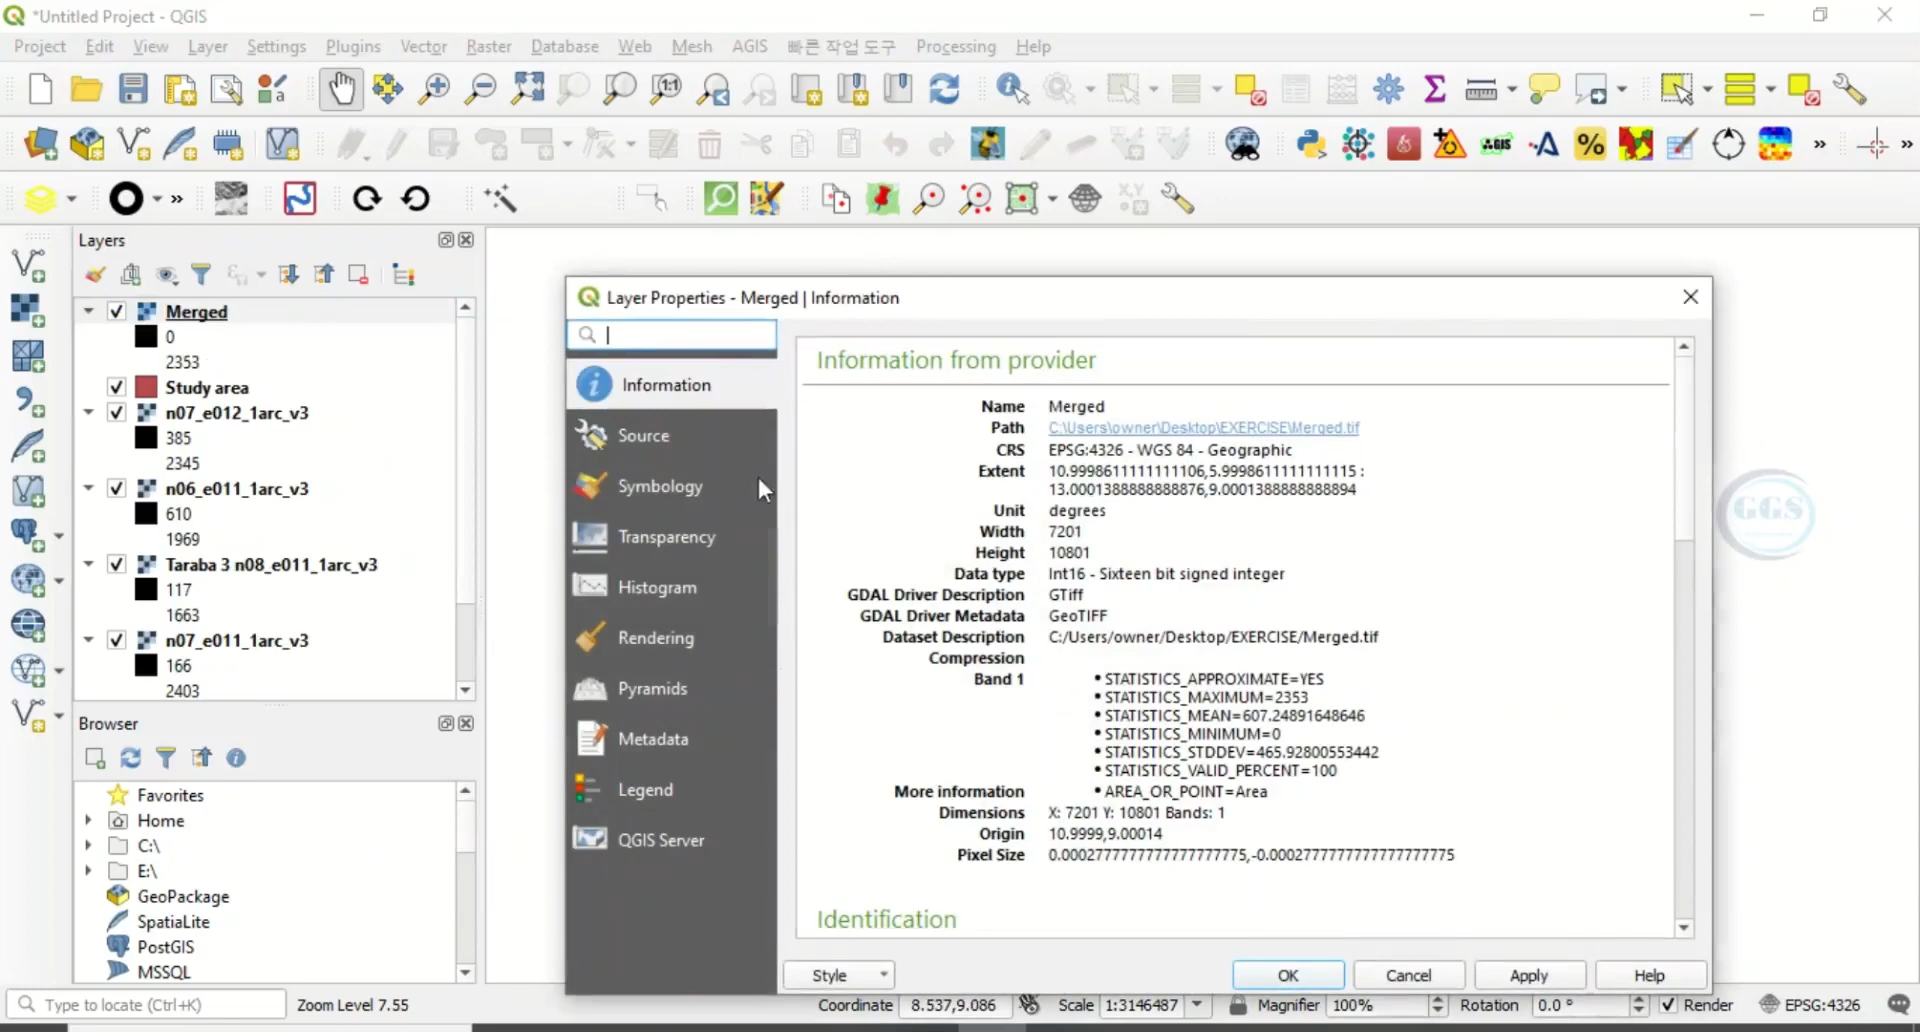 *Untitled Project - QGIS
Project Edit View Layer Settings Plugins Vector Raster Database Web Mesh AGIS 빠른 작업 도구 Processing Help
Layers
Merged
0
2353
Study area
n07_e012_1arc_v3
385
2345
n06_e011_1arc_v3
610
1969
Taraba 3 n08_e011_1arc_v3
117
1663
n07_e011_1arc_v3
166
2403
Browser
Favorites
Home
C:\
E:\
GeoPackage
SpatiaLite
PostGIS
MSSQL
Layer Properties - Merged | Information
Information
Source
Symbology
Transparency
Histogram
Rendering
Pyramids
Metadata
Legend
QGIS Server
Information from provider
Name Merged
Path C:\Users\owner\Desktop\EXERCISE\Merged.tif
CRS EPSG:4326 - WGS 84 - Geographic
Extent 10.9998611111111106,5.9998611111111115 :
13.0001388888888876,9.0001388888888894
Unit degrees
Width 7201
Height 10801
Data type Int16 - Sixteen bit signed integer
GDAL Driver Description GTiff
GDAL Driver Metadata GeoTIFF
Dataset Description C:/Users/owner/Desktop/EXERCISE/Merged.tif
Compression
Band 1 • STATISTICS_APPROXIMATE=YES
• STATISTICS_MAXIMUM=2353
• STATISTICS_MEAN=607.24891648646
• STATISTICS_MINIMUM=0
• STATISTICS_STDDEV=465.92800553442
• STATISTICS_VALID_PERCENT=100
More information • AREA_OR_POINT=Area
Dimensions X: 7201 Y: 10801 Bands: 1
Origin 10.9999,9.00014
Pixel Size 0.0002777777777777777775,-0.0002777777777777777775
Identification
Style OK Cancel Apply Help
GGS
Type to locate (Ctrl+K) Zoom Level 7.55 Coordinate 8.537,9.086 Scale 1:3146487 Magnifier 100% Rotation 0.0 ° Render EPSG:4326